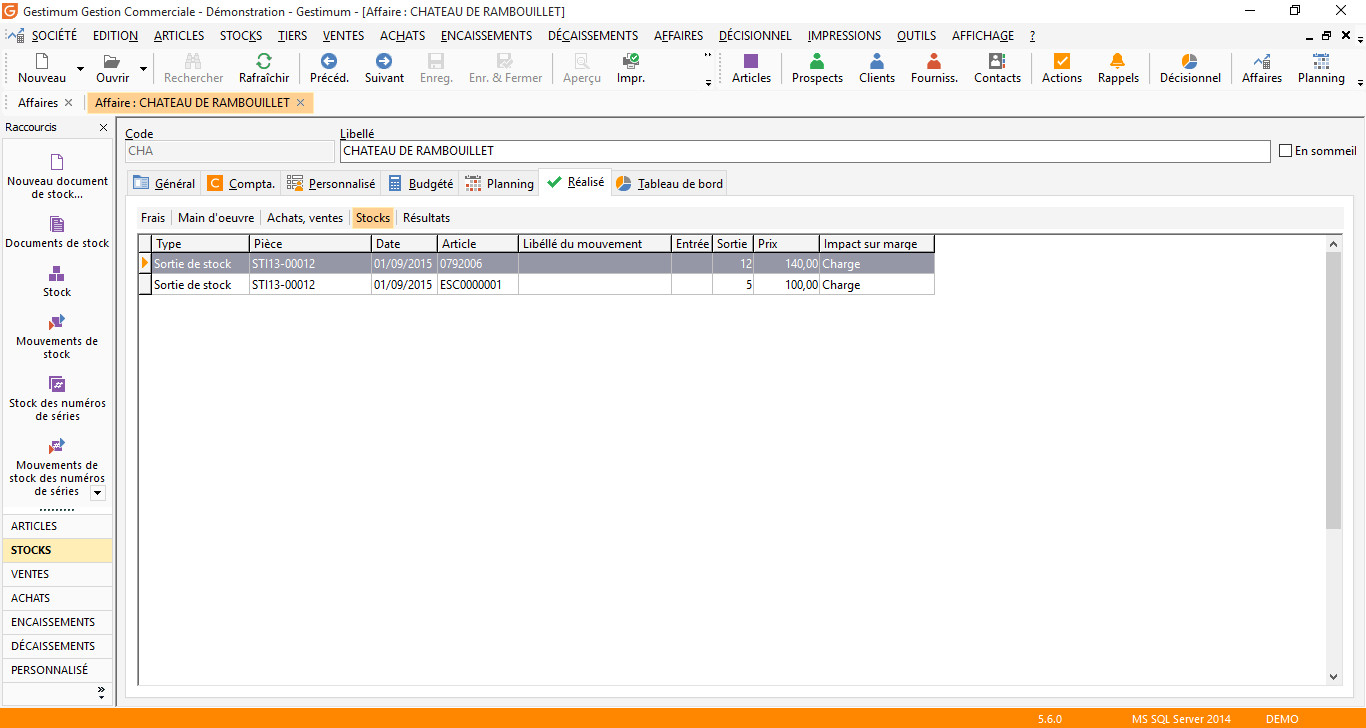 Gestimum Gestion Commerciale - Démonstration - Gestimum - [Affaire : CHATEAU DE RAMBOUILLET]
SOCIÉTÉ EDITION ARTICLES STOCKS TIERS VENTES ACHATS ENCAISSEMENTS DÉCAISSEMENTS AFFAIRES DÉCISIONNEL IMPRESSIONS OUTILS AFFICHAGE ?
Nouveau Ouvrir Rechercher Rafraîchir Précéd. Suivant Enreg. Enr. & Fermer Aperçu Impr. Articles Prospects Clients Fourniss. Contacts Actions Rappels Décisionnel Affaires Planning
Affaires Affaire : CHATEAU DE RAMBOUILLET
Raccourcis
Code Libellé
CHA CHATEAU DE RAMBOUILLET En sommeil
Général Compta. Personnalisé Budgété Planning Réalisé Tableau de bord
Frais Main d'oeuvre Achats, ventes Stocks Résultats
Type Pièce Date Article Libéllé du mouvement Entrée Sortie Prix Impact sur marge
Sortie de stock STI13-00012 01/09/2015 0792006 12 140,00 Charge
Sortie de stock STI13-00012 01/09/2015 ESC0000001 5 100,00 Charge
Nouveau document
de stock...
Documents de stock
Stock
Mouvements de
stock
Stock des numéros
de séries
Mouvements de
stock des numéros
de séries
ARTICLES
STOCKS
VENTES
ACHATS
ENCAISSEMENTS
DÉCAISSEMENTS
PERSONNALISÉ
5.6.0 MS SQL Server 2014 DEMO